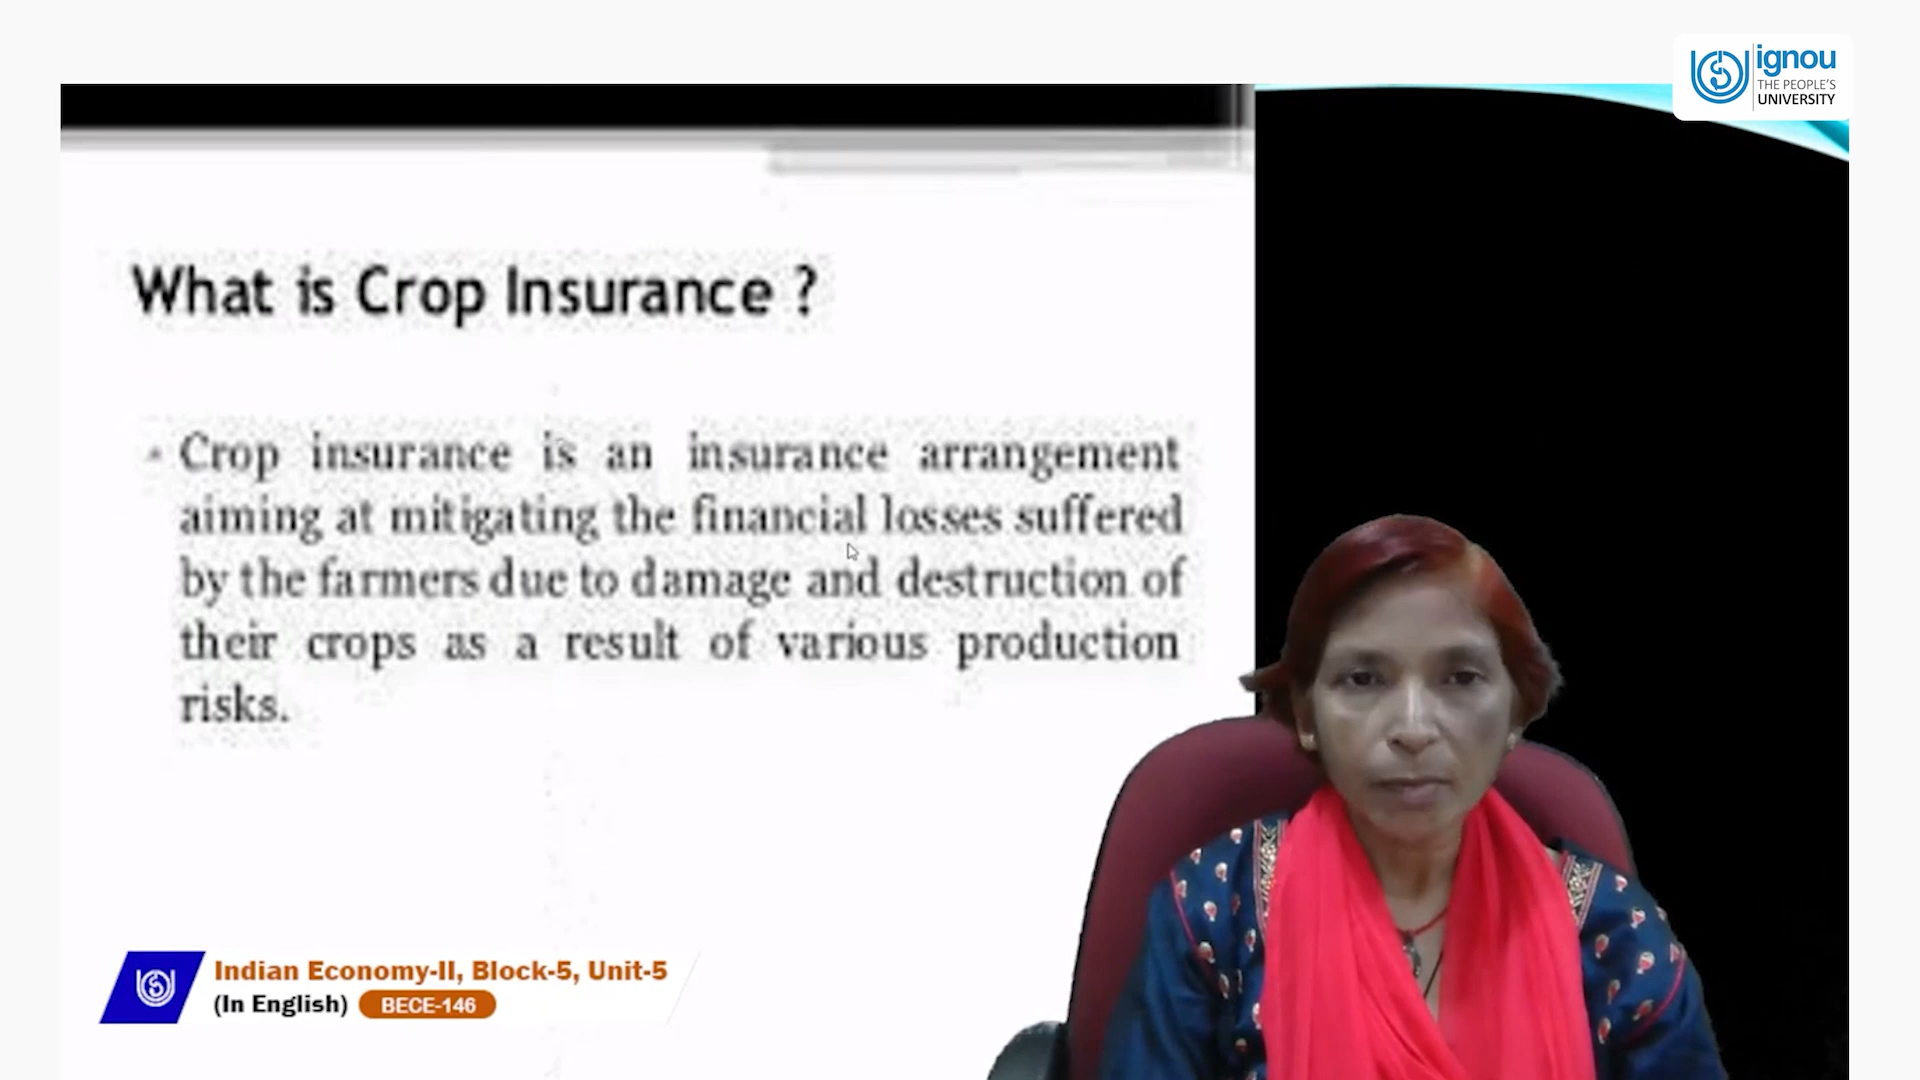 ignou
THE PEOPLE'S
UNIVERSITY
What is Crop Insurance ?
Crop insurance is an insurance arrangement
aiming at mitigating the financial losses suffered
by the farmers due to damage and destruction of
their crops as a result of various production
risks.
Indian Economy-II, Block-5, Unit-5
(In English) BECE-146